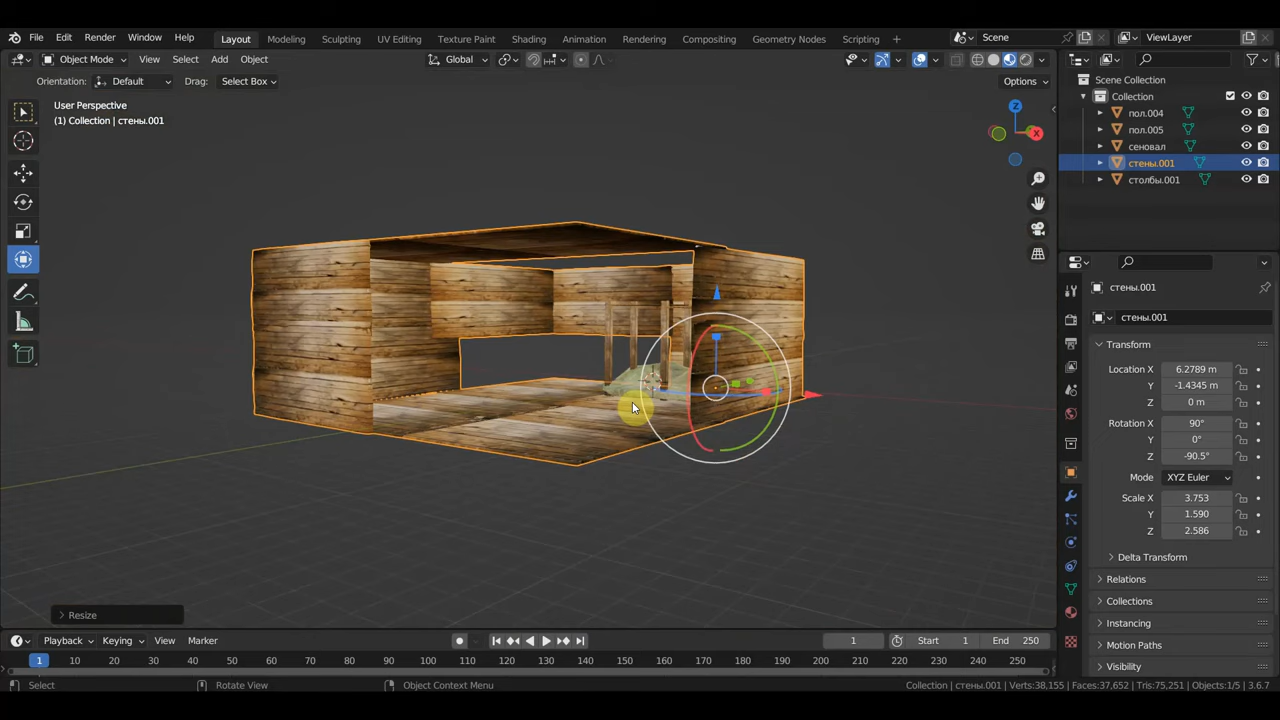 File Edit Render Window Help Layout Modeling Sculpting UV Editing Texture Paint Shading Animation Rendering Compositing Geometry Nodes Scripting + Scene ViewLayer
Object Mode View Select Add Object Global
Orientation: Default Drag: Select Box Options
User Perspective
(1) Collection | стены.001
Scene Collection
Collection
пол.004
пол.005
сеновал
стены.001
столбы.001
Z
X
стены.001
стены.001
Transform
Location X 6.2789 m
Y -1.4345 m
Z 0 m
Rotation X 90°
Y 0°
Z -90.5°
Mode XYZ Euler
Scale X 3.753
Y 1.590
Z 2.586
Delta Transform
Relations
Collections
Instancing
Motion Paths
Visibility
Resize
Playback Keying View Marker 1 Start 1 End 250
1 10 20 30 40 50 60 70 80 90 100 110 120 130 140 150 160 170 180 190 200 210 220 230 240 250
Select Rotate View Object Context Menu Collection | стены.001 | Verts:38,155 | Faces:37,652 | Tris:75,251 | Objects:1/5 | 3.6.7